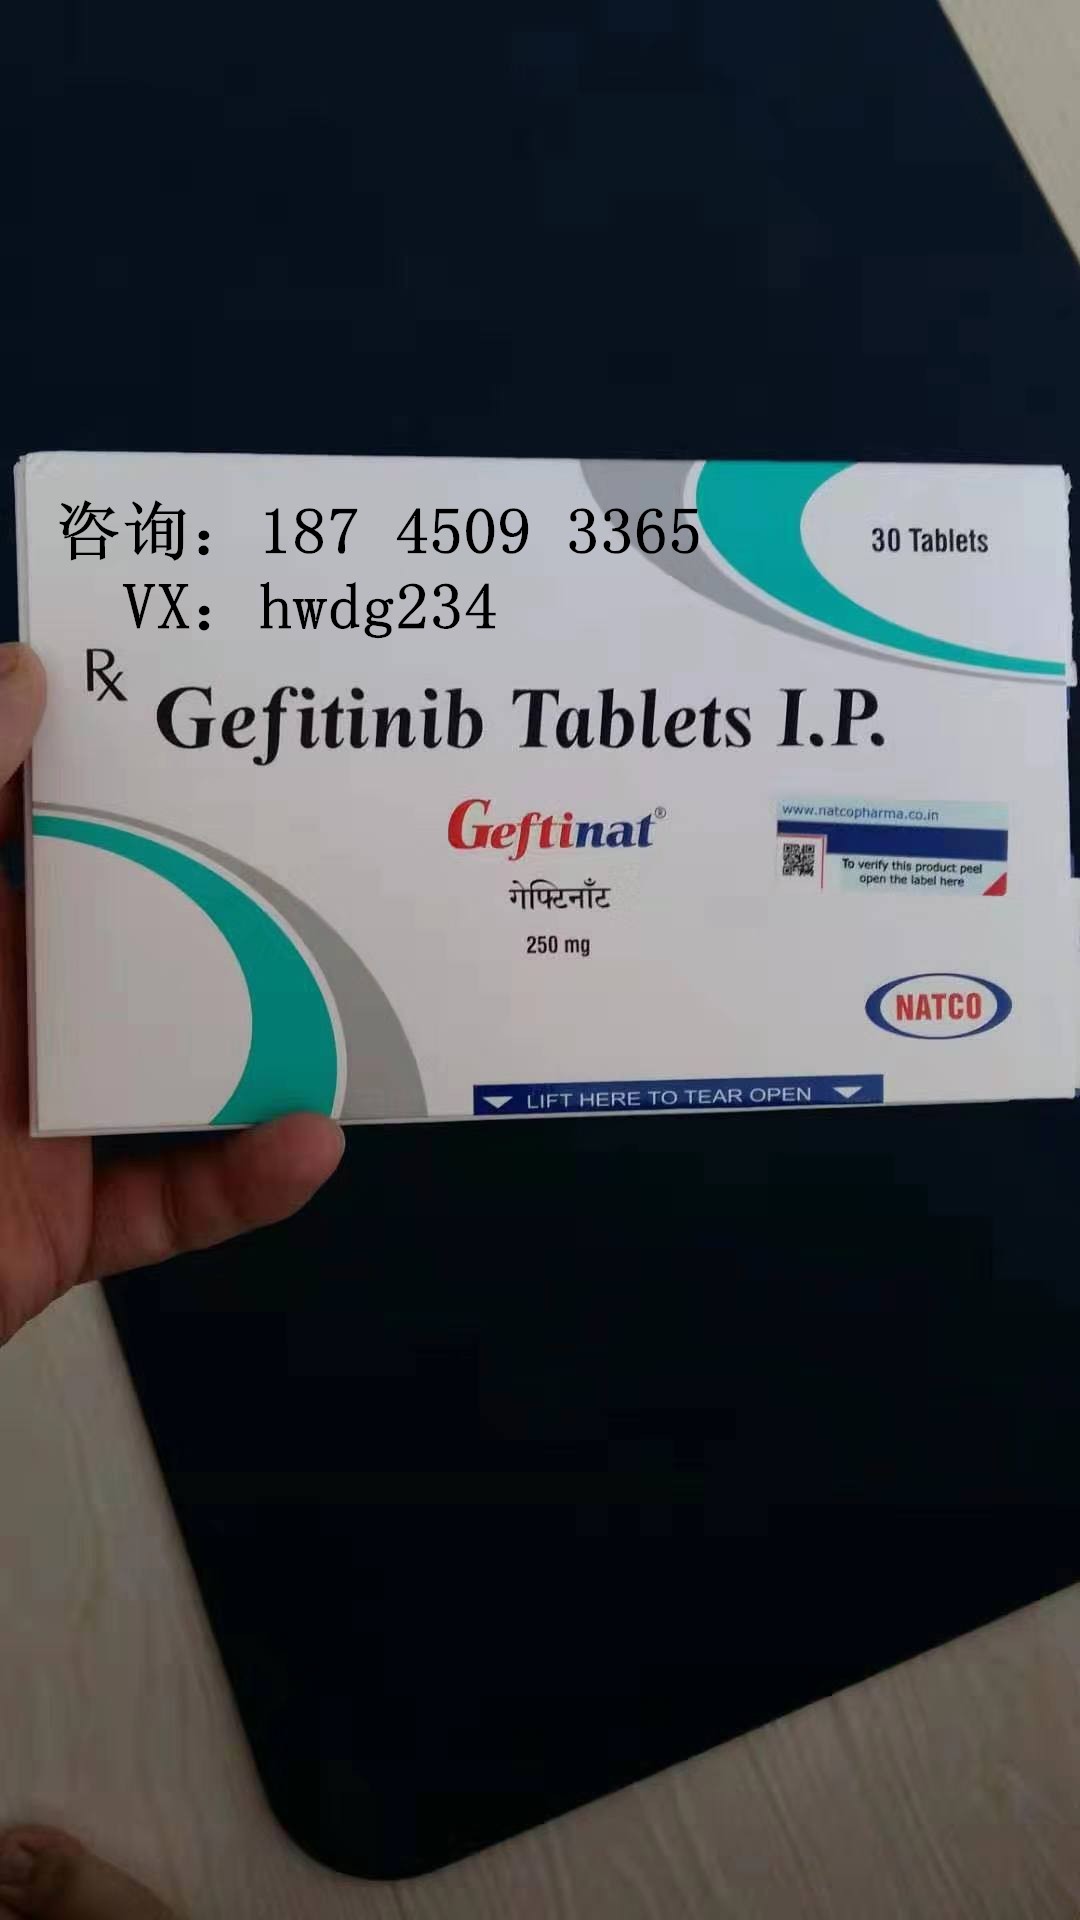 咨询：187 4509 3365
VX：hwdg234
30 Tablets
Rx
Gefitinib Tablets I.P.
Geftinat®
गेफ्टिनॉंट
250 mg
www.natcopharma.co.in
To verify this product peel
open the label here
NATCO
LIFT HERE TO TEAR OPEN